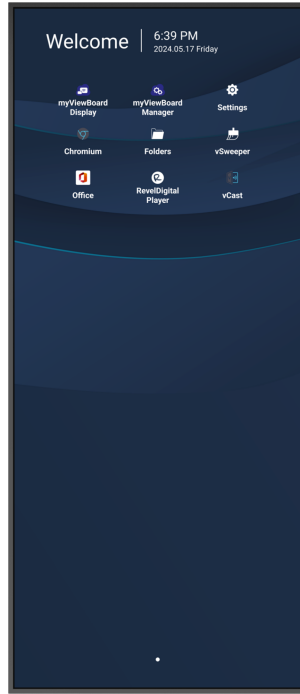 Welcome
6:39 PM
2024.05.17 Friday
myViewBoard
Display
myViewBoard
Manager
Settings
Chromium
Folders
vSweeper
Office
RevelDigital
Player
vCast